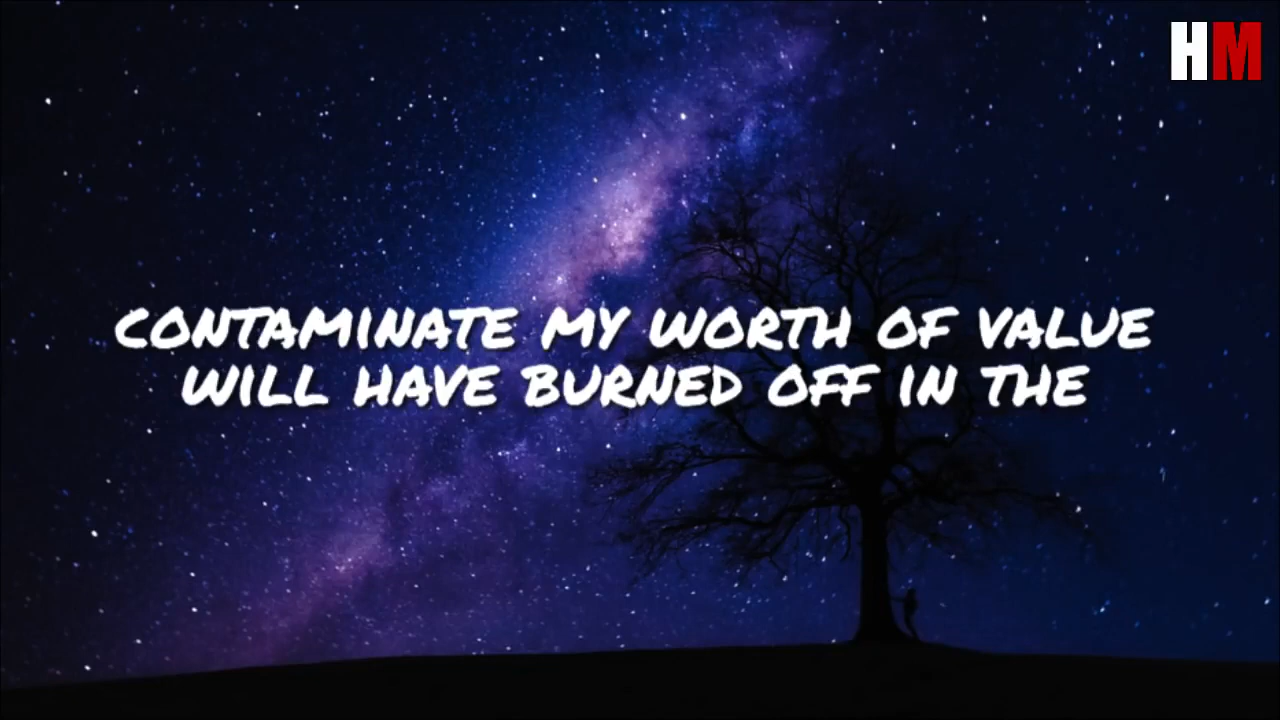 HM
CONTAMINATE MY WORTH OF VALUE
WILL HAVE BURNED OFF IN THE